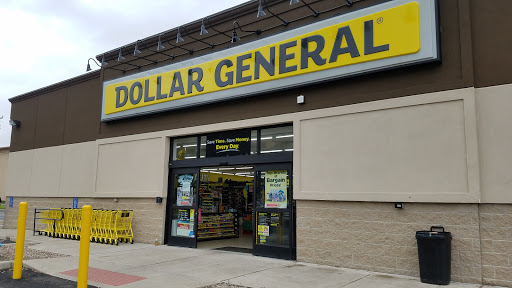 DOLLAR GENERAL®
Save Time. Save Money.
Every Day
Bargain